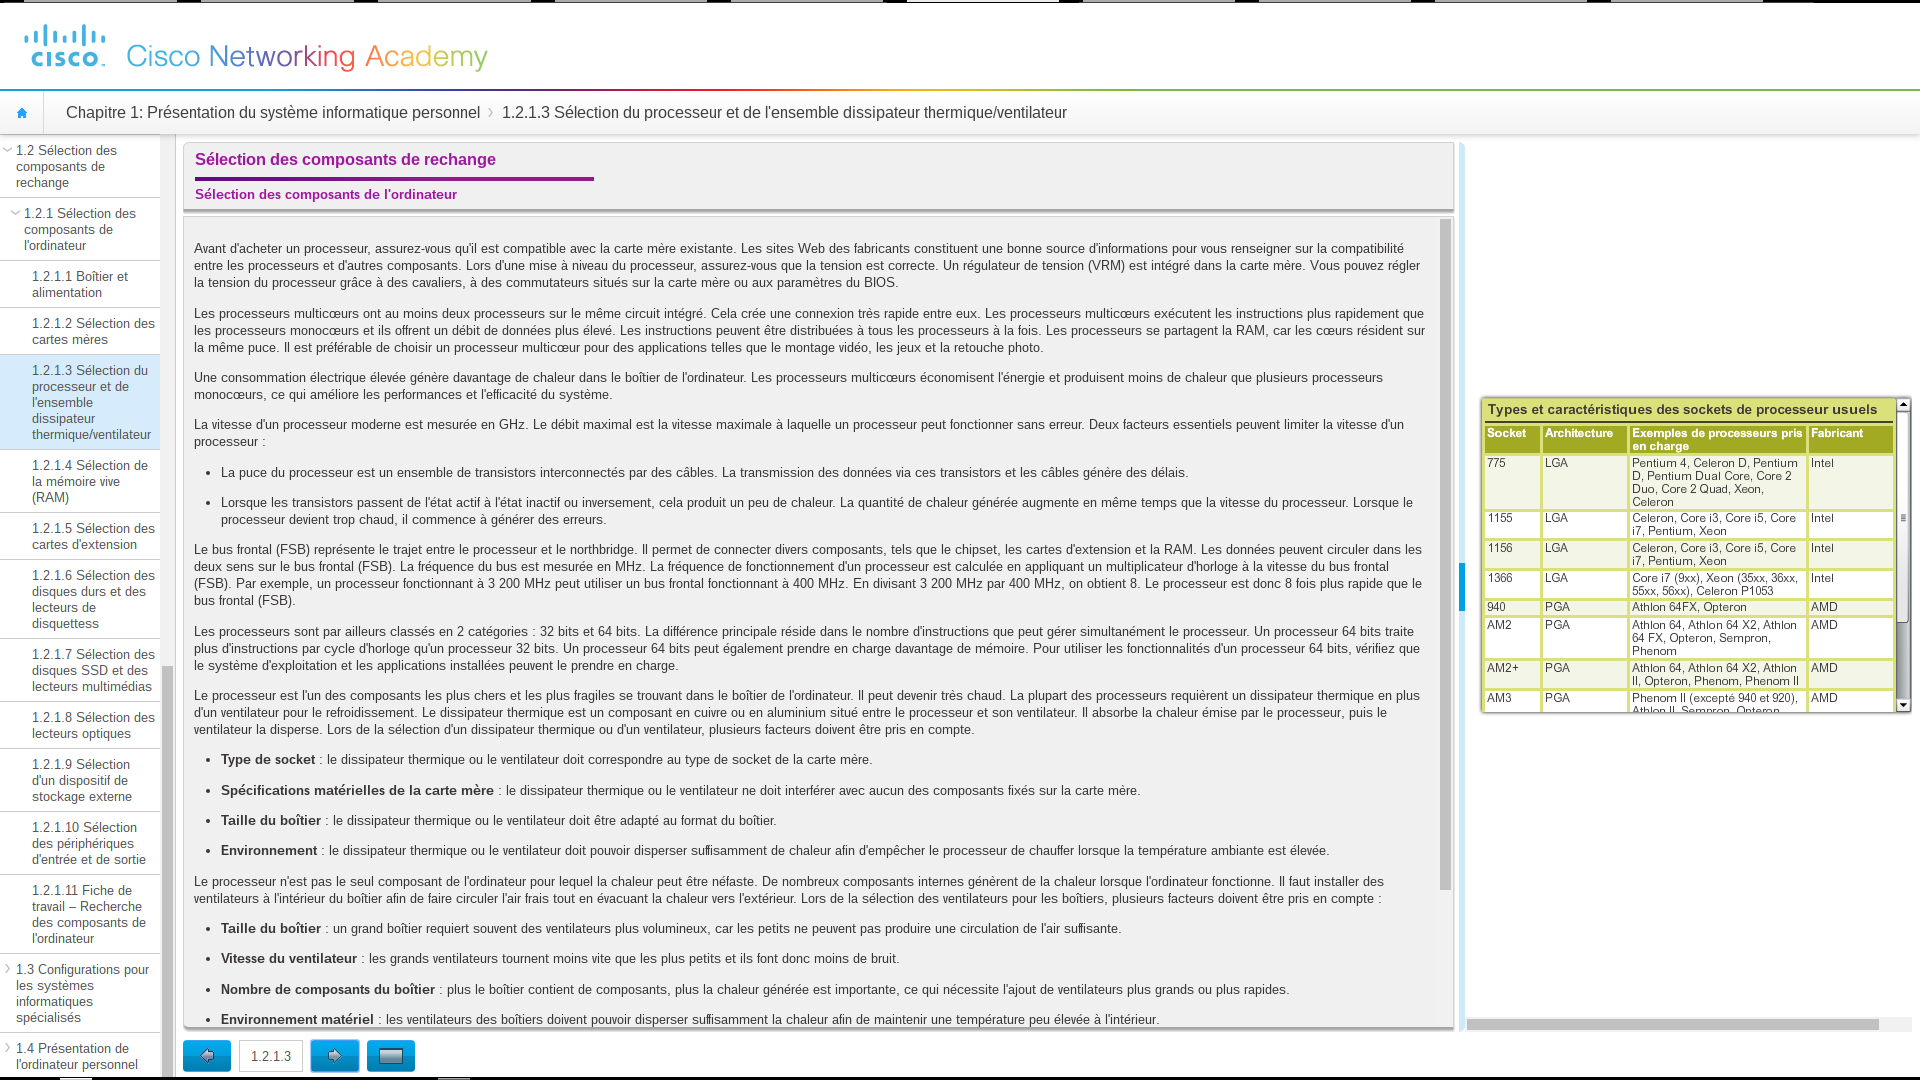 cisco
Cisco Networking Academy
Chapitre 1: Présentation du système informatique personnel > 1.2.1.3 Sélection du processeur et de l'ensemble dissipateur thermique/ventilateur
1.2 Sélection des
composants de
rechange
1.2.1 Sélection des
composants de
l'ordinateur
1.2.1.1 Boîtier et
alimentation
1.2.1.2 Sélection des
cartes mères
1.2.1.3 Sélection du
processeur et de
l'ensemble
dissipateur
thermique/ventilateur
1.2.1.4 Sélection de
la mémoire vive
(RAM)
1.2.1.5 Sélection des
cartes d'extension
1.2.1.6 Sélection des
disques durs et des
lecteurs de
disquettess
1.2.1.7 Sélection des
disques SSD et des
lecteurs multimédias
1.2.1.8 Sélection des
lecteurs optiques
1.2.1.9 Sélection
d'un dispositif de
stockage externe
1.2.1.10 Sélection
des périphériques
d'entrée et de sortie
1.2.1.11 Fiche de
travail – Recherche
des composants de
l'ordinateur
1.3 Configurations pour
les systèmes
informatiques
spécialisés
1.4 Présentation de
l'ordinateur personnel
Sélection des composants de rechange
Sélection des composants de l'ordinateur
Avant d'acheter un processeur, assurez-vous qu'il est compatible avec la carte mère existante. Les sites Web des fabricants constituent une bonne source d'informations pour vous renseigner sur la compatibilité
entre les processeurs et d'autres composants. Lors d'une mise à niveau du processeur, assurez-vous que la tension est correcte. Un régulateur de tension (VRM) est intégré dans la carte mère. Vous pouvez régler
la tension du processeur grâce à des cavaliers, à des commutateurs situés sur la carte mère ou aux paramètres du BIOS.
Les processeurs multicœurs ont au moins deux processeurs sur le même circuit intégré. Cela crée une connexion très rapide entre eux. Les processeurs multicœurs exécutent les instructions plus rapidement que
les processeurs monocœurs et ils offrent un débit de données plus élevé. Les instructions peuvent être distribuées à tous les processeurs à la fois. Les processeurs se partagent la RAM, car les cœurs résident sur
la même puce. Il est préférable de choisir un processeur multicœur pour des applications telles que le montage vidéo, les jeux et la retouche photo.
Une consommation électrique élevée génère davantage de chaleur dans le boîtier de l'ordinateur. Les processeurs multicœurs économisent l'énergie et produisent moins de chaleur que plusieurs processeurs
monocœurs, ce qui améliore les performances et l'efficacité du système.
La vitesse d'un processeur moderne est mesurée en GHz. Le débit maximal est la vitesse maximale à laquelle un processeur peut fonctionner sans erreur. Deux facteurs essentiels peuvent limiter la vitesse d'un
processeur :
• La puce du processeur est un ensemble de transistors interconnectés par des câbles. La transmission des données via ces transistors et les câbles génère des délais.
• Lorsque les transistors passent de l'état actif à l'état inactif ou inversement, cela produit un peu de chaleur. La quantité de chaleur générée augmente en même temps que la vitesse du processeur. Lorsque le
processeur devient trop chaud, il commence à générer des erreurs.
Le bus frontal (FSB) représente le trajet entre le processeur et le northbridge. Il permet de connecter divers composants, tels que le chipset, les cartes d'extension et la RAM. Les données peuvent circuler dans les
deux sens sur le bus frontal (FSB). La fréquence du bus est mesurée en MHz. La fréquence de fonctionnement d'un processeur est calculée en appliquant un multiplicateur d'horloge à la vitesse du bus frontal
(FSB). Par exemple, un processeur fonctionnant à 3 200 MHz peut utiliser un bus frontal fonctionnant à 400 MHz. En divisant 3 200 MHz par 400 MHz, on obtient 8. Le processeur est donc 8 fois plus rapide que le
bus frontal (FSB).
Les processeurs sont par ailleurs classés en 2 catégories : 32 bits et 64 bits. La différence principale réside dans le nombre d'instructions que peut gérer simultanément le processeur. Un processeur 64 bits traite
plus d'instructions par cycle d'horloge qu'un processeur 32 bits. Un processeur 64 bits peut également prendre en charge davantage de mémoire. Pour utiliser les fonctionnalités d'un processeur 64 bits, vérifiez que
le système d'exploitation et les applications installées peuvent le prendre en charge.
Le processeur est l'un des composants les plus chers et les plus fragiles se trouvant dans le boîtier de l'ordinateur. Il peut devenir très chaud. La plupart des processeurs requièrent un dissipateur thermique en plus
d'un ventilateur pour le refroidissement. Le dissipateur thermique est un composant en cuivre ou en aluminium situé entre le processeur et son ventilateur. Il absorbe la chaleur émise par le processeur, puis le
ventilateur la disperse. Lors de la sélection d'un dissipateur thermique ou d'un ventilateur, plusieurs facteurs doivent être pris en compte.
• Type de socket : le dissipateur thermique ou le ventilateur doit correspondre au type de socket de la carte mère.
• Spécifications matérielles de la carte mère : le dissipateur thermique ou le ventilateur ne doit interférer avec aucun des composants fixés sur la carte mère.
• Taille du boîtier : le dissipateur thermique ou le ventilateur doit être adapté au format du boîtier.
• Environnement : le dissipateur thermique ou le ventilateur doit pouvoir disperser suffisamment de chaleur afin d'empêcher le processeur de chauffer lorsque la température ambiante est élevée.
Le processeur n'est pas le seul composant de l'ordinateur pour lequel la chaleur peut être néfaste. De nombreux composants internes génèrent de la chaleur lorsque l'ordinateur fonctionne. Il faut installer des
ventilateurs à l'intérieur du boîtier afin de faire circuler l'air frais tout en évacuant la chaleur vers l'extérieur. Lors de la sélection des ventilateurs pour les boîtiers, plusieurs facteurs doivent être pris en compte :
• Taille du boîtier : un grand boîtier requiert souvent des ventilateurs plus volumineux, car les petits ne peuvent pas produire une circulation de l'air suffisante.
• Vitesse du ventilateur : les grands ventilateurs tournent moins vite que les plus petits et ils font donc moins de bruit.
• Nombre de composants du boîtier : plus le boîtier contient de composants, plus la chaleur générée est importante, ce qui nécessite l'ajout de ventilateurs plus grands ou plus rapides.
• Environnement matériel : les ventilateurs des boîtiers doivent pouvoir disperser suffisamment la chaleur afin de maintenir une température peu élevée à l'intérieur.
1.2.1.3
Types et caractéristiques des sockets de processeur usuels
Socket Architecture Exemples de processeurs pris Fabricant
en charge
775 LGA Pentium 4, Celeron D, Pentium Intel
D, Pentium Dual Core, Core 2
Duo, Core 2 Quad, Xeon,
Celeron
1155 LGA Celeron, Core i3, Core i5, Core Intel
i7, Pentium, Xeon
1156 LGA Celeron, Core i3, Core i5, Core Intel
i7, Pentium, Xeon
1366 LGA Core i7 (9xx), Xeon (35xx, 36xx, Intel
55xx, 56xx), Celeron P1053
940 PGA Athlon 64FX, Opteron AMD
AM2 PGA Athlon 64, Athlon 64 X2, Athlon AMD
64 FX, Opteron, Sempron,
Phenom
AM2+ PGA Athlon 64, Athlon 64 X2, Athlon AMD
II, Opteron, Phenom, Phenom II
AM3 PGA Phenom II (excepté 940 et 920), AMD
Athlon II, Sempron, Opteron